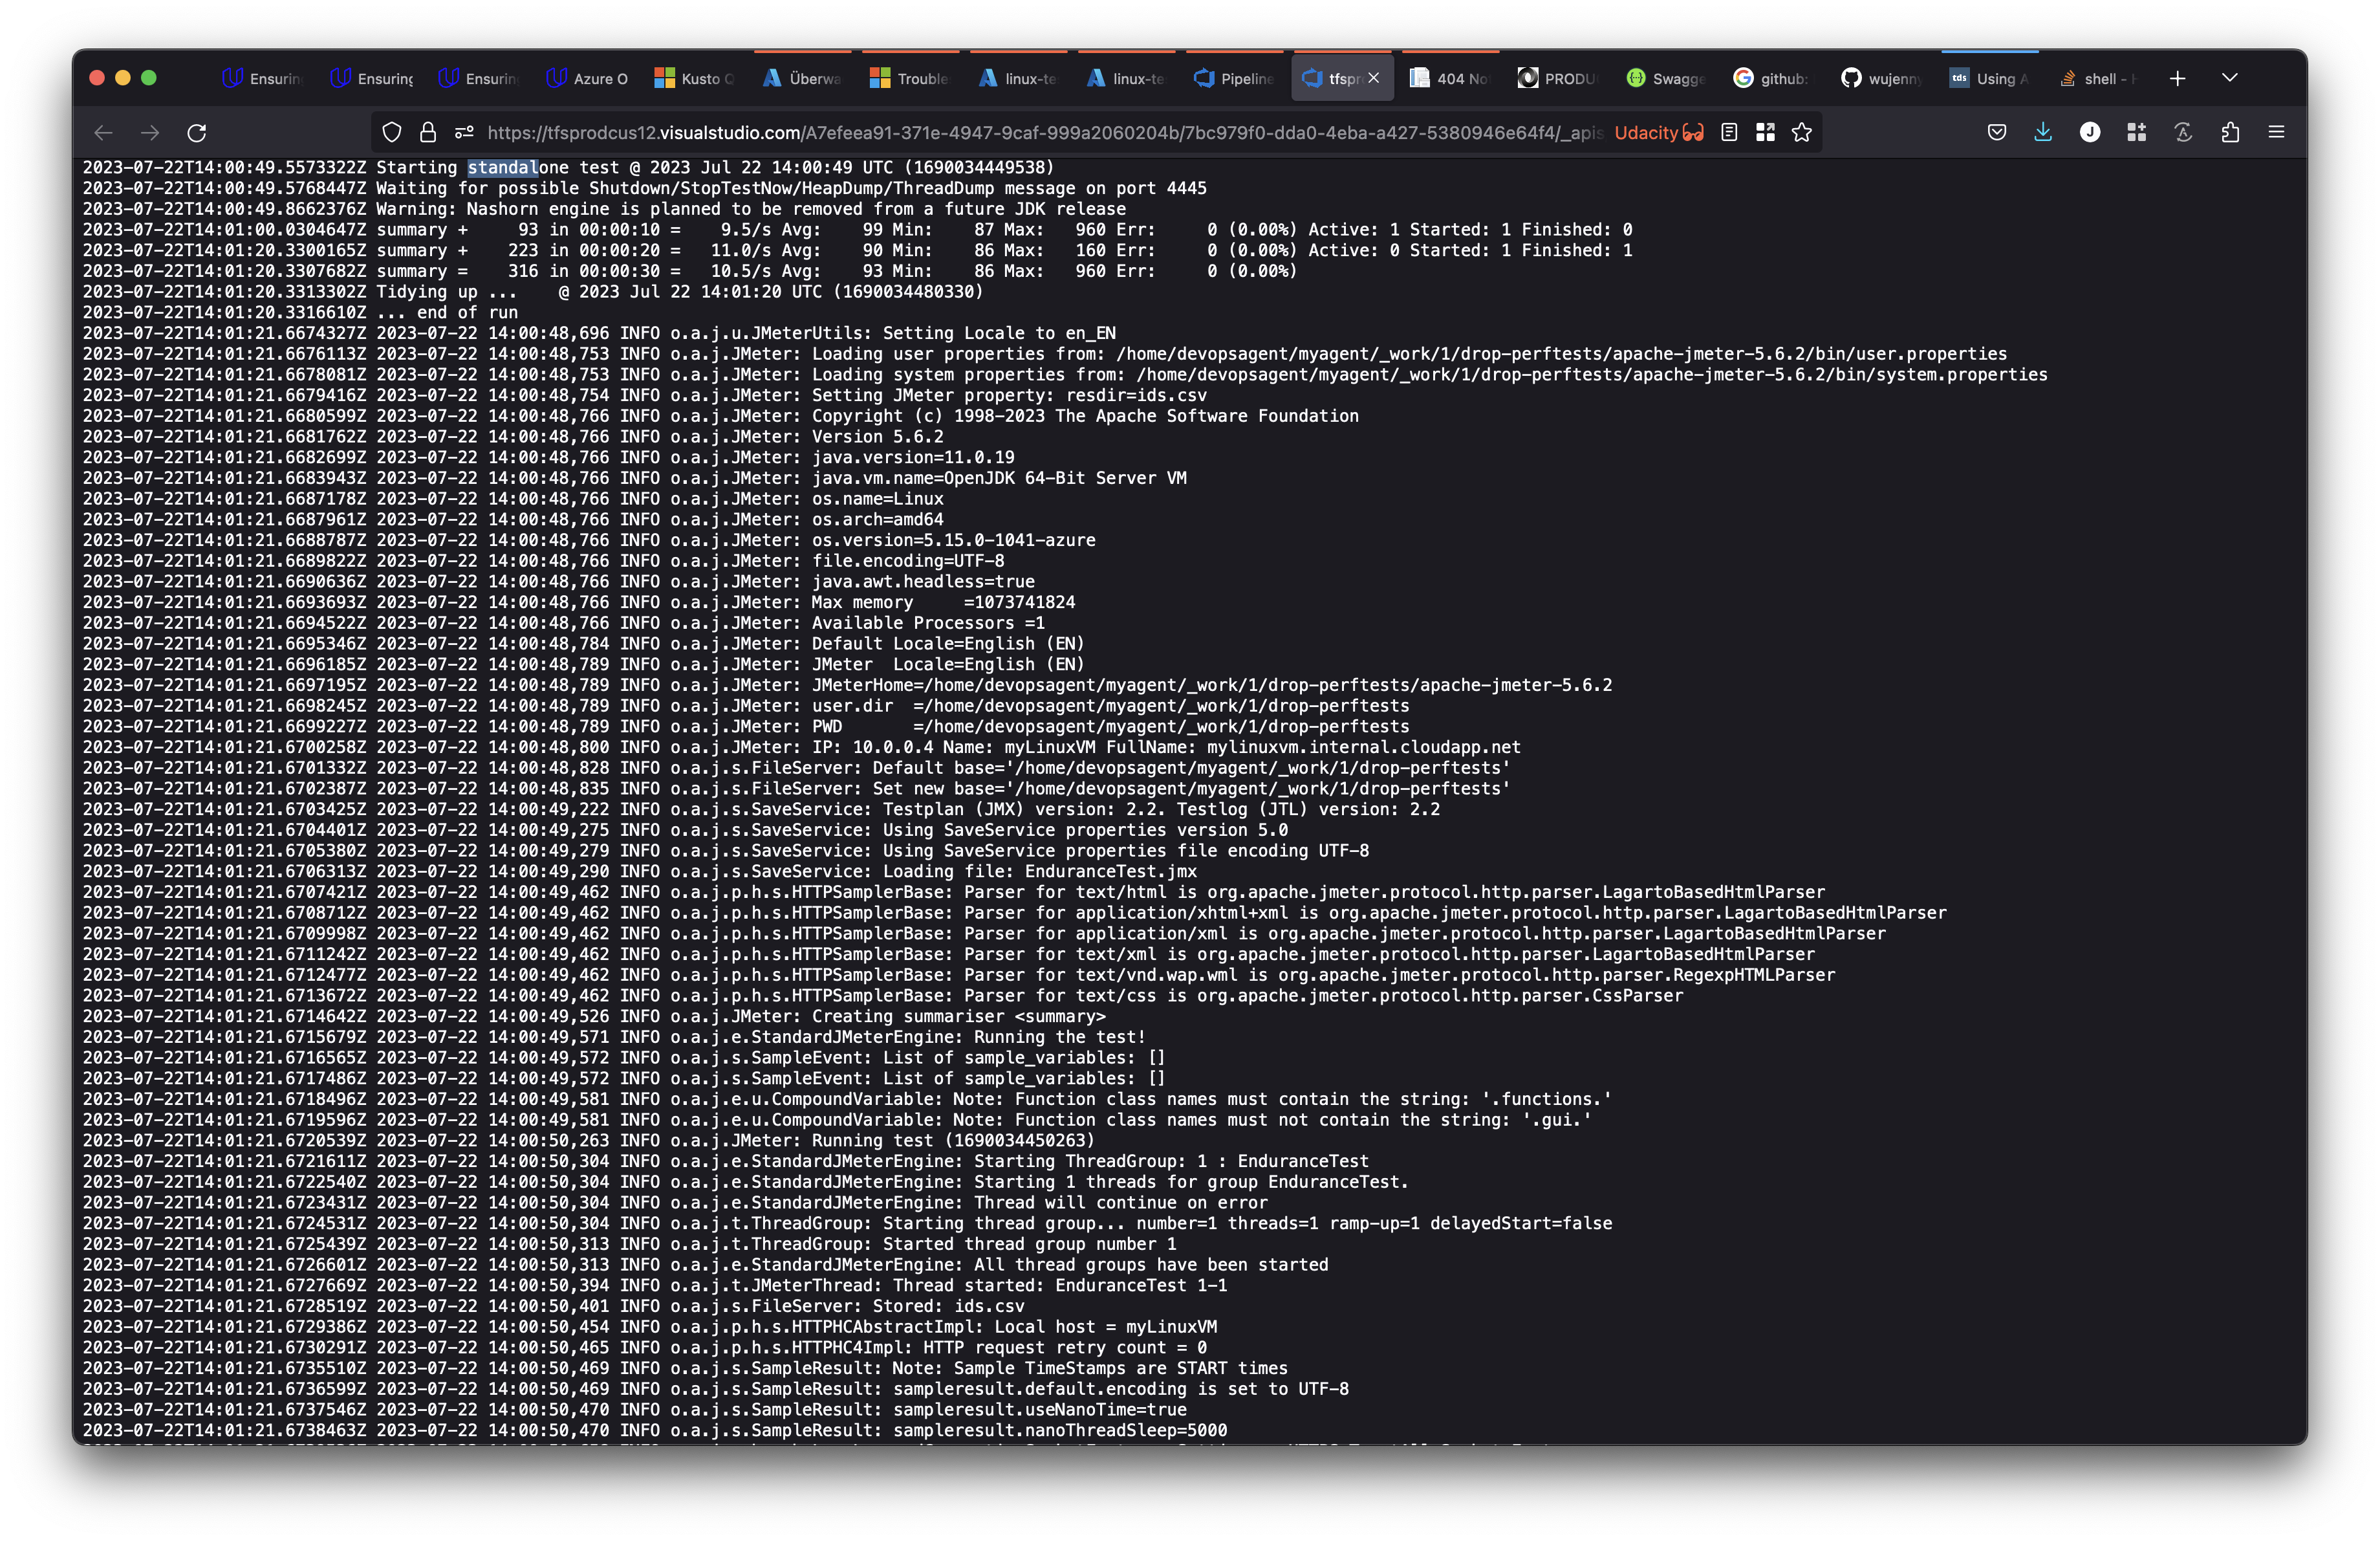 Ensuring Ensuring Ensuring Azure O Kusto Q Überwa Trouble linux-te linux-te Pipeline tfspr 404 No PRODU Swagge github: wujenny Using A shell - H
https://tfsprodcus12.visualstudio.com/A7efeea91-371e-4947-9caf-999a2060204b/7bc979f0-dda0-4eba-a427-5380946e64f4/_apis Udacity
2023-07-22T14:00:49.5573322Z Starting standalone test @ 2023 Jul 22 14:00:49 UTC (1690034449538)
2023-07-22T14:00:49.5768447Z Waiting for possible Shutdown/StopTestNow/HeapDump/ThreadDump message on port 4445
2023-07-22T14:00:49.8662376Z Warning: Nashorn engine is planned to be removed from a future JDK release
2023-07-22T14:01:00.0304647Z summary +     93 in 00:00:10 =    9.5/s Avg:    99 Min:    87 Max:   960 Err:     0 (0.00%) Active: 1 Started: 1 Finished: 0
2023-07-22T14:01:20.3300165Z summary +    223 in 00:00:20 =   11.0/s Avg:    90 Min:    86 Max:   160 Err:     0 (0.00%) Active: 0 Started: 1 Finished: 1
2023-07-22T14:01:20.3307682Z summary =    316 in 00:00:30 =   10.5/s Avg:    93 Min:    86 Max:   960 Err:     0 (0.00%)
2023-07-22T14:01:20.3313302Z Tidying up ...    @ 2023 Jul 22 14:01:20 UTC (1690034480330)
2023-07-22T14:01:20.3316610Z ... end of run
2023-07-22T14:01:21.6674327Z 2023-07-22 14:00:48,696 INFO o.a.j.u.JMeterUtils: Setting Locale to en_EN
2023-07-22T14:01:21.6676113Z 2023-07-22 14:00:48,753 INFO o.a.j.JMeter: Loading user properties from: /home/devopsagent/myagent/_work/1/drop-perftests/apache-jmeter-5.6.2/bin/user.properties
2023-07-22T14:01:21.6678081Z 2023-07-22 14:00:48,753 INFO o.a.j.JMeter: Loading system properties from: /home/devopsagent/myagent/_work/1/drop-perftests/apache-jmeter-5.6.2/bin/system.properties
2023-07-22T14:01:21.6679416Z 2023-07-22 14:00:48,754 INFO o.a.j.JMeter: Setting JMeter property: resdir=ids.csv
2023-07-22T14:01:21.6680599Z 2023-07-22 14:00:48,766 INFO o.a.j.JMeter: Copyright (c) 1998-2023 The Apache Software Foundation
2023-07-22T14:01:21.6681762Z 2023-07-22 14:00:48,766 INFO o.a.j.JMeter: Version 5.6.2
2023-07-22T14:01:21.6682699Z 2023-07-22 14:00:48,766 INFO o.a.j.JMeter: java.version=11.0.19
2023-07-22T14:01:21.6683943Z 2023-07-22 14:00:48,766 INFO o.a.j.JMeter: java.vm.name=OpenJDK 64-Bit Server VM
2023-07-22T14:01:21.6687178Z 2023-07-22 14:00:48,766 INFO o.a.j.JMeter: os.name=Linux
2023-07-22T14:01:21.6687961Z 2023-07-22 14:00:48,766 INFO o.a.j.JMeter: os.arch=amd64
2023-07-22T14:01:21.6688787Z 2023-07-22 14:00:48,766 INFO o.a.j.JMeter: os.version=5.15.0-1041-azure
2023-07-22T14:01:21.6689822Z 2023-07-22 14:00:48,766 INFO o.a.j.JMeter: file.encoding=UTF-8
2023-07-22T14:01:21.6690636Z 2023-07-22 14:00:48,766 INFO o.a.j.JMeter: java.awt.headless=true
2023-07-22T14:01:21.6693693Z 2023-07-22 14:00:48,766 INFO o.a.j.JMeter: Max memory     =1073741824
2023-07-22T14:01:21.6694522Z 2023-07-22 14:00:48,766 INFO o.a.j.JMeter: Available Processors =1
2023-07-22T14:01:21.6695346Z 2023-07-22 14:00:48,784 INFO o.a.j.JMeter: Default Locale=English (EN)
2023-07-22T14:01:21.6696185Z 2023-07-22 14:00:48,789 INFO o.a.j.JMeter: JMeter  Locale=English (EN)
2023-07-22T14:01:21.6697195Z 2023-07-22 14:00:48,789 INFO o.a.j.JMeter: JMeterHome=/home/devopsagent/myagent/_work/1/drop-perftests/apache-jmeter-5.6.2
2023-07-22T14:01:21.6698245Z 2023-07-22 14:00:48,789 INFO o.a.j.JMeter: user.dir  =/home/devopsagent/myagent/_work/1/drop-perftests
2023-07-22T14:01:21.6699227Z 2023-07-22 14:00:48,789 INFO o.a.j.JMeter: PWD       =/home/devopsagent/myagent/_work/1/drop-perftests
2023-07-22T14:01:21.6700258Z 2023-07-22 14:00:48,800 INFO o.a.j.JMeter: IP: 10.0.0.4 Name: myLinuxVM FullName: mylinuxvm.internal.cloudapp.net
2023-07-22T14:01:21.6701332Z 2023-07-22 14:00:48,828 INFO o.a.j.s.FileServer: Default base='/home/devopsagent/myagent/_work/1/drop-perftests'
2023-07-22T14:01:21.6702387Z 2023-07-22 14:00:48,835 INFO o.a.j.s.FileServer: Set new base='/home/devopsagent/myagent/_work/1/drop-perftests'
2023-07-22T14:01:21.6703425Z 2023-07-22 14:00:49,222 INFO o.a.j.s.SaveService: Testplan (JMX) version: 2.2. Testlog (JTL) version: 2.2
2023-07-22T14:01:21.6704401Z 2023-07-22 14:00:49,275 INFO o.a.j.s.SaveService: Using SaveService properties version 5.0
2023-07-22T14:01:21.6705380Z 2023-07-22 14:00:49,279 INFO o.a.j.s.SaveService: Using SaveService properties file encoding UTF-8
2023-07-22T14:01:21.6706313Z 2023-07-22 14:00:49,290 INFO o.a.j.s.SaveService: Loading file: EnduranceTest.jmx
2023-07-22T14:01:21.6707421Z 2023-07-22 14:00:49,462 INFO o.a.j.p.h.s.HTTPSamplerBase: Parser for text/html is org.apache.jmeter.protocol.http.parser.LagartoBasedHtmlParser
2023-07-22T14:01:21.6708712Z 2023-07-22 14:00:49,462 INFO o.a.j.p.h.s.HTTPSamplerBase: Parser for application/xhtml+xml is org.apache.jmeter.protocol.http.parser.LagartoBasedHtmlParser
2023-07-22T14:01:21.6709998Z 2023-07-22 14:00:49,462 INFO o.a.j.p.h.s.HTTPSamplerBase: Parser for application/xml is org.apache.jmeter.protocol.http.parser.LagartoBasedHtmlParser
2023-07-22T14:01:21.6711242Z 2023-07-22 14:00:49,462 INFO o.a.j.p.h.s.HTTPSamplerBase: Parser for text/xml is org.apache.jmeter.protocol.http.parser.LagartoBasedHtmlParser
2023-07-22T14:01:21.6712477Z 2023-07-22 14:00:49,462 INFO o.a.j.p.h.s.HTTPSamplerBase: Parser for text/vnd.wap.wml is org.apache.jmeter.protocol.http.parser.RegexpHTMLParser
2023-07-22T14:01:21.6713672Z 2023-07-22 14:00:49,462 INFO o.a.j.p.h.s.HTTPSamplerBase: Parser for text/css is org.apache.jmeter.protocol.http.parser.CssParser
2023-07-22T14:01:21.6714642Z 2023-07-22 14:00:49,526 INFO o.a.j.JMeter: Creating summariser <summary>
2023-07-22T14:01:21.6715679Z 2023-07-22 14:00:49,571 INFO o.a.j.e.StandardJMeterEngine: Running the test!
2023-07-22T14:01:21.6716565Z 2023-07-22 14:00:49,572 INFO o.a.j.s.SampleEvent: List of sample_variables: []
2023-07-22T14:01:21.6717486Z 2023-07-22 14:00:49,572 INFO o.a.j.s.SampleEvent: List of sample_variables: []
2023-07-22T14:01:21.6718496Z 2023-07-22 14:00:49,581 INFO o.a.j.e.u.CompoundVariable: Note: Function class names must contain the string: '.functions.'
2023-07-22T14:01:21.6719596Z 2023-07-22 14:00:49,581 INFO o.a.j.e.u.CompoundVariable: Note: Function class names must not contain the string: '.gui.'
2023-07-22T14:01:21.6720539Z 2023-07-22 14:00:50,263 INFO o.a.j.JMeter: Running test (1690034450263)
2023-07-22T14:01:21.6721611Z 2023-07-22 14:00:50,304 INFO o.a.j.e.StandardJMeterEngine: Starting ThreadGroup: 1 : EnduranceTest
2023-07-22T14:01:21.6722540Z 2023-07-22 14:00:50,304 INFO o.a.j.e.StandardJMeterEngine: Starting 1 threads for group EnduranceTest.
2023-07-22T14:01:21.6723431Z 2023-07-22 14:00:50,304 INFO o.a.j.e.StandardJMeterEngine: Thread will continue on error
2023-07-22T14:01:21.6724531Z 2023-07-22 14:00:50,304 INFO o.a.j.t.ThreadGroup: Starting thread group... number=1 threads=1 ramp-up=1 delayedStart=false
2023-07-22T14:01:21.6725439Z 2023-07-22 14:00:50,313 INFO o.a.j.t.ThreadGroup: Started thread group number 1
2023-07-22T14:01:21.6726601Z 2023-07-22 14:00:50,313 INFO o.a.j.e.StandardJMeterEngine: All thread groups have been started
2023-07-22T14:01:21.6727669Z 2023-07-22 14:00:50,394 INFO o.a.j.t.JMeterThread: Thread started: EnduranceTest 1-1
2023-07-22T14:01:21.6728519Z 2023-07-22 14:00:50,401 INFO o.a.j.s.FileServer: Stored: ids.csv
2023-07-22T14:01:21.6729386Z 2023-07-22 14:00:50,454 INFO o.a.j.p.h.s.HTTPHCAbstractImpl: Local host = myLinuxVM
2023-07-22T14:01:21.6730291Z 2023-07-22 14:00:50,465 INFO o.a.j.p.h.s.HTTPHC4Impl: HTTP request retry count = 0
2023-07-22T14:01:21.6735510Z 2023-07-22 14:00:50,469 INFO o.a.j.s.SampleResult: Note: Sample TimeStamps are START times
2023-07-22T14:01:21.6736599Z 2023-07-22 14:00:50,469 INFO o.a.j.s.SampleResult: sampleresult.default.encoding is set to UTF-8
2023-07-22T14:01:21.6737546Z 2023-07-22 14:00:50,470 INFO o.a.j.s.SampleResult: sampleresult.useNanoTime=true
2023-07-22T14:01:21.6738463Z 2023-07-22 14:00:50,470 INFO o.a.j.s.SampleResult: sampleresult.nanoThreadSleep=5000